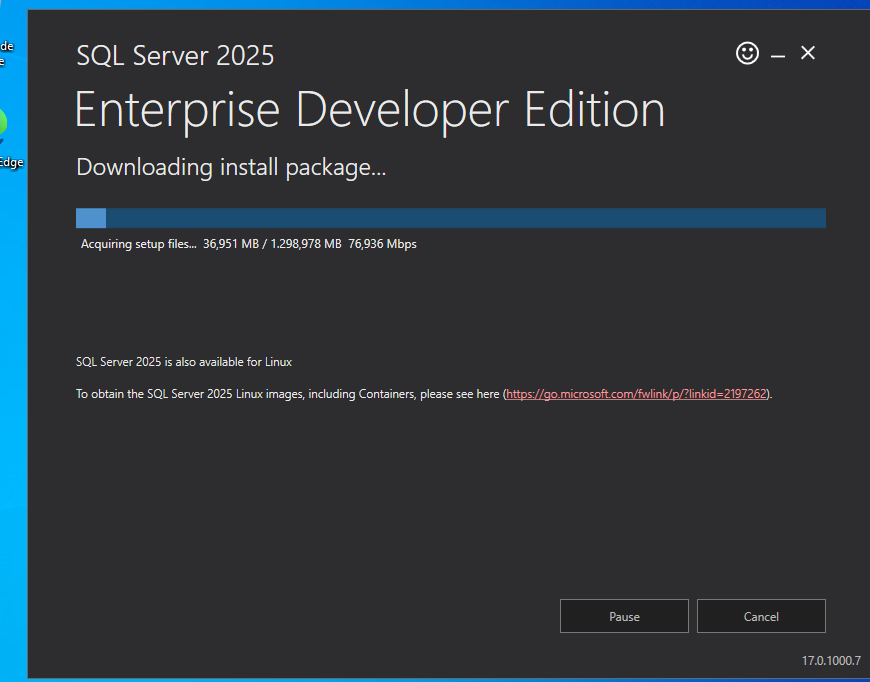 de
e
Edge
SQL Server 2025
Enterprise Developer Edition
Downloading install package...
Acquiring setup files... 36,951 MB / 1.298,978 MB 76,936 Mbps
SQL Server 2025 is also available for Linux
To obtain the SQL Server 2025 Linux images, including Containers, please see here (https://go.microsoft.com/fwlink/p/?linkid=2197262).
Pause
Cancel
17.0.1000.7